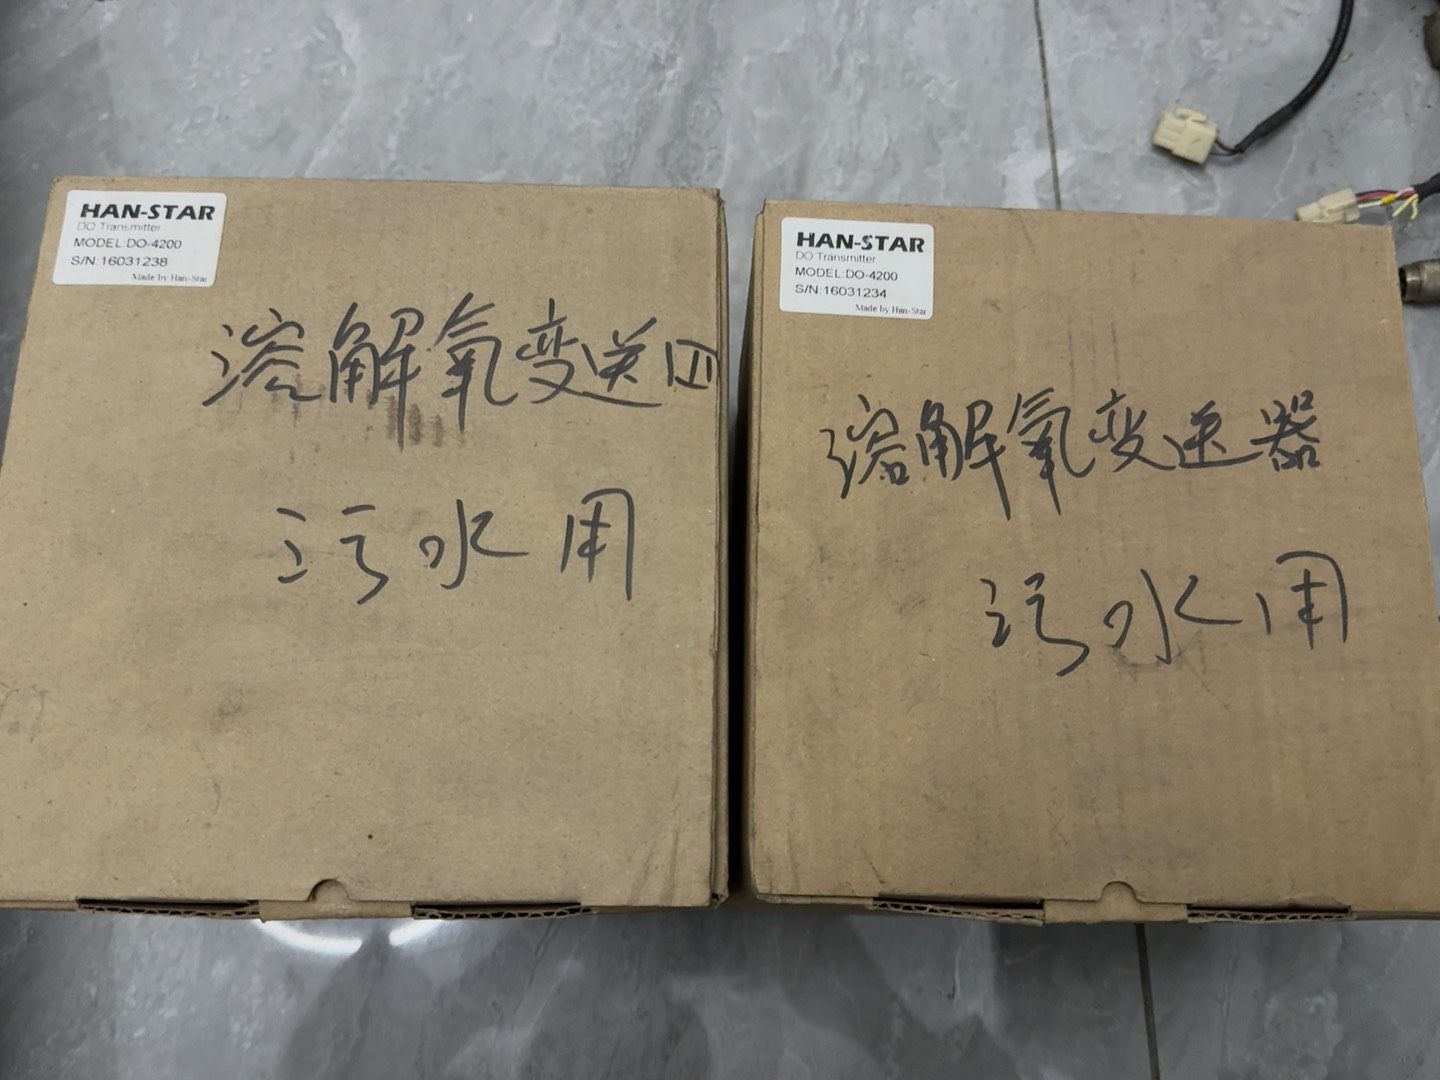 HAN-STAR
DO Transmitter
MODEL:DO-4200
S/N:16031238
Made by Han-Star
溶解氧变送
污水用
HAN-STAR
DO Transmitter
MODEL:DO-4200
S/N:16031234
Made by Han-Star
溶解氧变送器
污水用